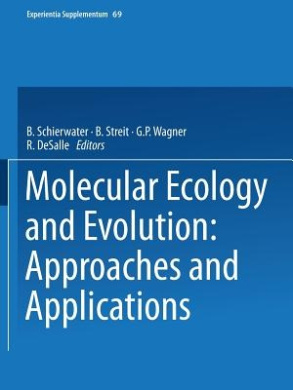 Experientia Supplementum 69
B. Schierwater · B. Streit · G.P. Wagner
R. DeSalle Editors
Molecular Ecology
and Evolution:
Approaches and
Applications